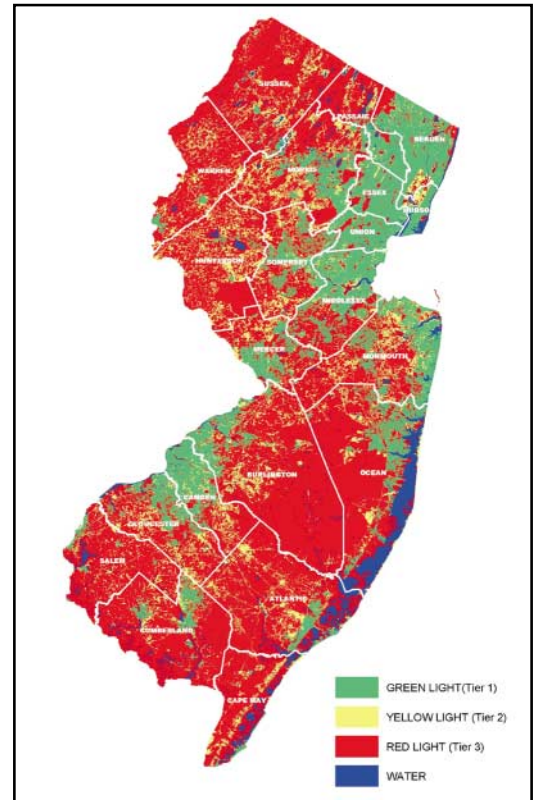 SUSSEX
PASSAIC
BERGEN
WARREN
MORRIS
ESSEX
HUDSO
UNION
HUNTERDON
SOMERSET
MIDDLESEX
MERCER
MONMOUTH
OCEAN
BURLINGTON
CAMDEN
GLOUCESTER
SALEM
ATLANTIC
CUMBERLAND
CAPE MAY
GREEN LIGHT(Tier 1)
YELLOW LIGHT (Tier 2)
RED LIGHT (Tier 3)
WATER